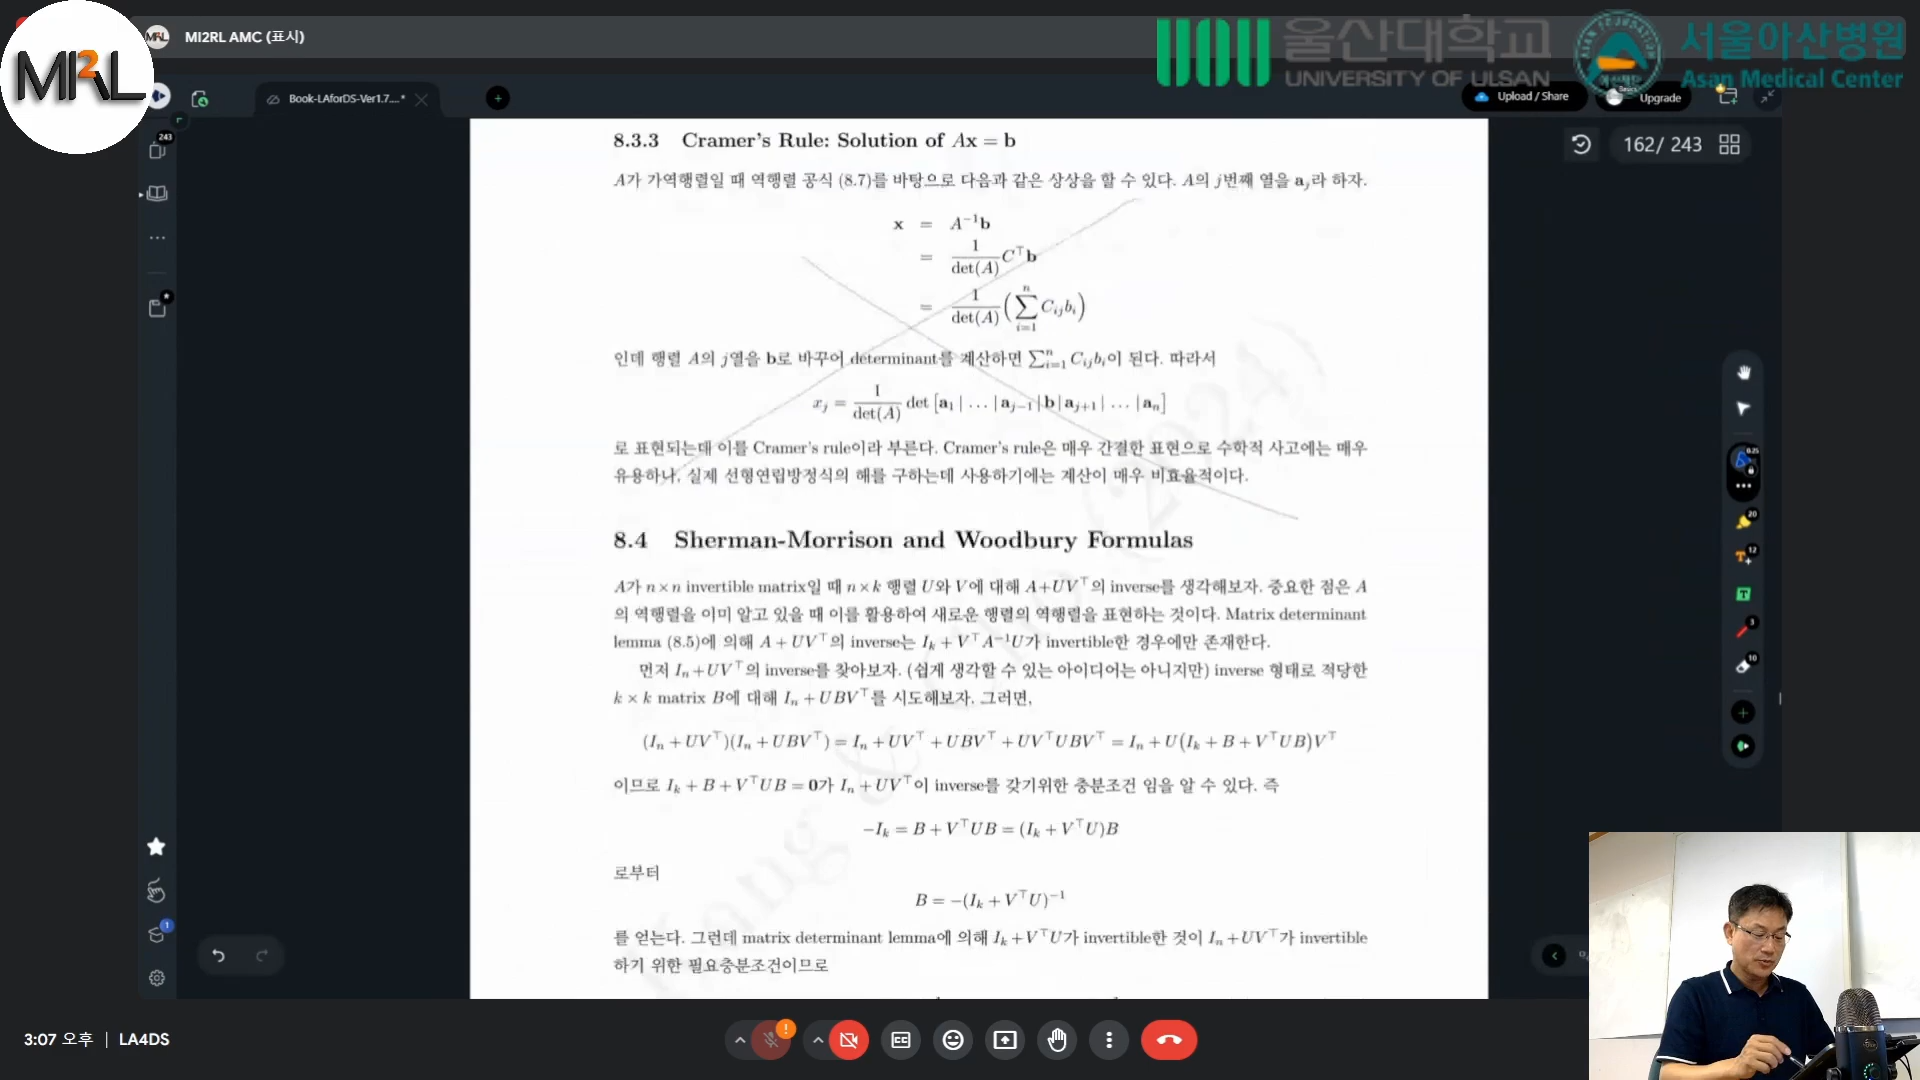 MI2RL
MI2RL AMC (표시)
울산대학교
UNIVERSITY OF ULSAN
서울아산병원
Asan Medical Center
Book-LAforDS-Ver1.7....*
Upload / Share
Upgrade
243
162/ 243
8.3.3 Cramer's Rule: Solution of Ax = b
A가 가역행렬일 때 역행렬 공식 (8.7)를 바탕으로 다음과 같은 상상을 할 수 있다. A의 j번째 열을 a_j라 하자.
x = A⁻¹b
= 1/det(A) C^⊤ b
= 1/det(A) (∑_{i=1}^{n} C_{ij} b_i)
인데 행렬 A의 j열을 b로 바꾸어 determinant를 계산하면 ∑_{i=1}^{n} C_{ij} b_i이 된다. 따라서
x_j = 1/det(A) det [a_1 | ... | a_{j−1} | b | a_{j+1} | ... | a_n]
로 표현되는데 이를 Cramer's rule이라 부른다. Cramer's rule은 매우 간결한 표현으로 수학적 사고에는 매우
유용하나, 실제 선형연립방정식의 해를 구하는데 사용하기에는 계산이 매우 비효율적이다.
8.4 Sherman-Morrison and Woodbury Formulas
A가 n × n invertible matrix일 때 n × k 행렬 U와 V에 대해 A + UV^⊤의 inverse를 생각해보자. 중요한 점은 A
의 역행렬을 이미 알고 있을 때 이를 활용하여 새로운 행렬의 역행렬을 표현하는 것이다. Matrix determinant
lemma (8.5)에 의해 A + UV^⊤의 inverse는 I_k + V^⊤A⁻¹U가 invertible한 경우에만 존재한다.
먼저 I_n + UV^⊤의 inverse를 찾아보자. (쉽게 생각할 수 있는 아이디어는 아니지만) inverse 형태로 적당한
k × k matrix B에 대해 I_n + UBV^⊤를 시도해보자. 그러면,
(I_n + UV^⊤)(I_n + UBV^⊤) = I_n + UV^⊤ + UBV^⊤ + UV^⊤UBV^⊤ = I_n + U(I_k + B + V^⊤UB)V^⊤
이므로 I_k + B + V^⊤UB = 0가 I_n + UV^⊤이 inverse를 갖기위한 충분조건 임을 알 수 있다. 즉
−I_k = B + V^⊤UB = (I_k + V^⊤U)B
로부터
B = −(I_k + V^⊤U)⁻¹
를 얻는다. 그런데 matrix determinant lemma에 의해 I_k + V^⊤U가 invertible한 것이 I_n + UV^⊤가 invertible
하기 위한 필요충분조건이므로
0.25
20
12
3
10
1
3:07 오후 | LA4DS